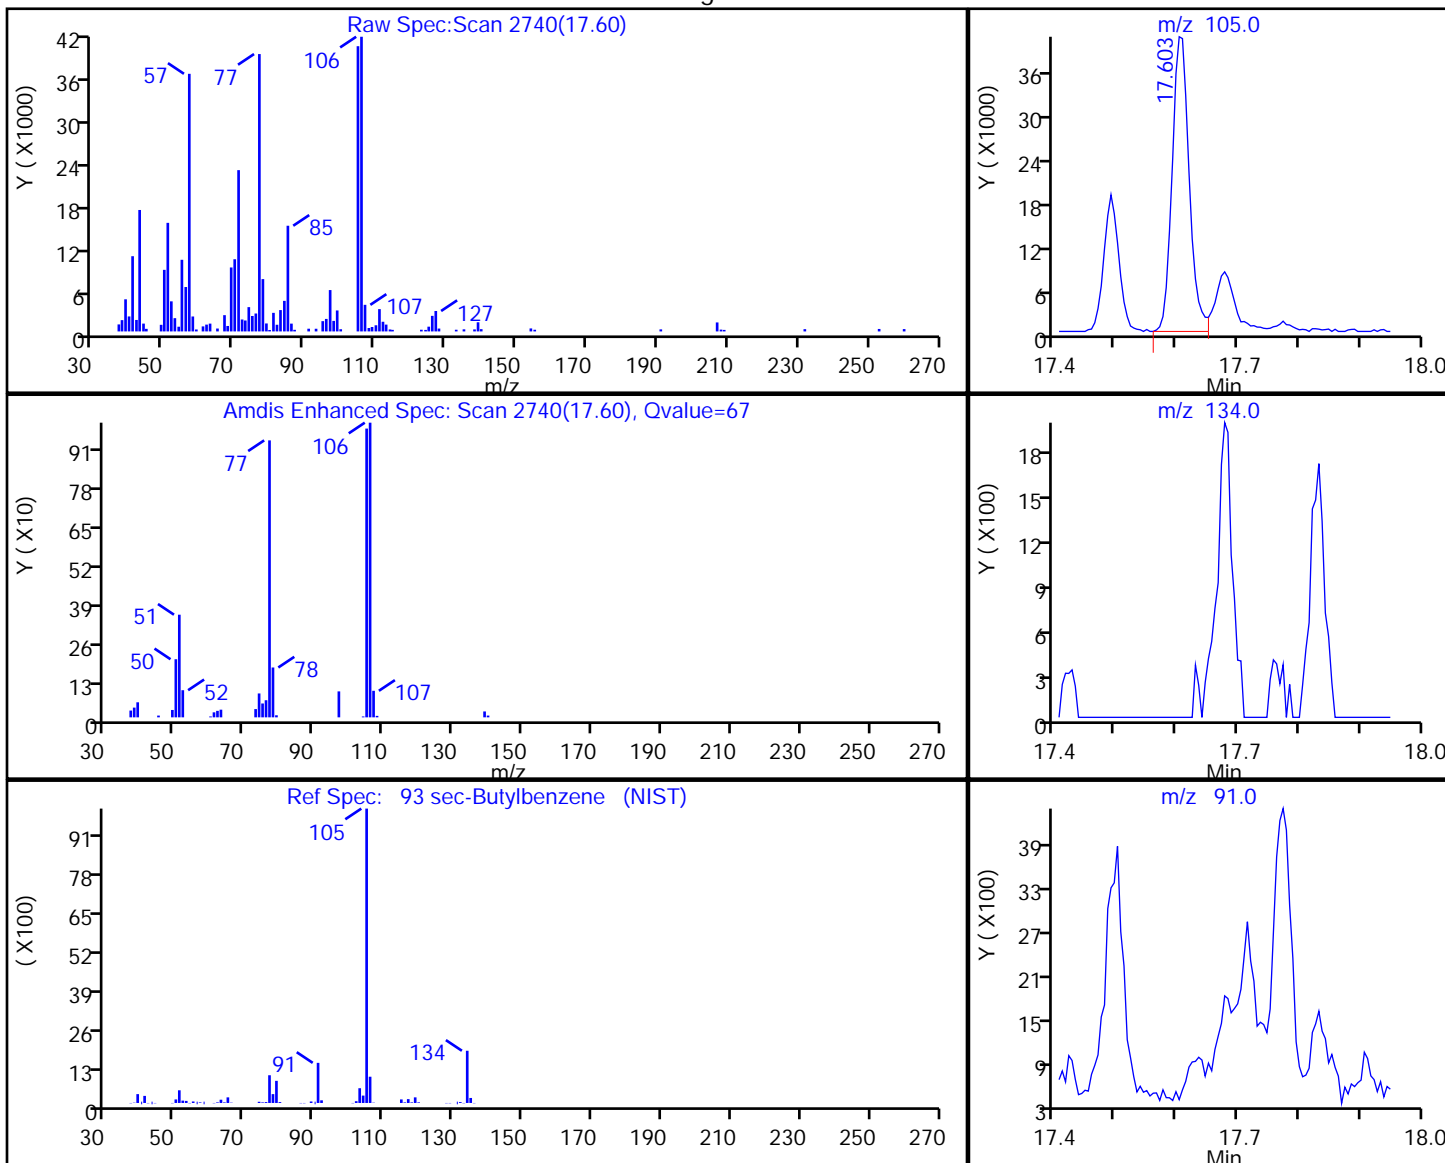 Raw Spec:Scan 2740(17.60)
42
36
30
24
18
12
6
0
Y ( X1000)
57
77
106
85
107
127
30 50 70 90 110 130 150 170 190 210 230 250 270
m/z
m/z 105.0
36
30
24
18
12
6
0
Y ( X1000)
17.603
17.4 17.7 18.0
Min
Amdis Enhanced Spec: Scan 2740(17.60), Qvalue=67
91
78
65
52
39
26
13
0
Y ( X10)
77
106
51
50
52
78
107
30 50 70 90 110 130 150 170 190 210 230 250 270
m/z
m/z 134.0
18
15
12
9
6
3
0
Y ( X100)
17.4 17.7 18.0
Min
Ref Spec: 93 sec-Butylbenzene (NIST)
91
78
65
52
39
26
13
0
( X100)
105
91
134
30 50 70 90 110 130 150 170 190 210 230 250 270
m/z 91.0
39
33
27
21
15
9
3
Y ( X100)
17.4 17.7 18.0
Min